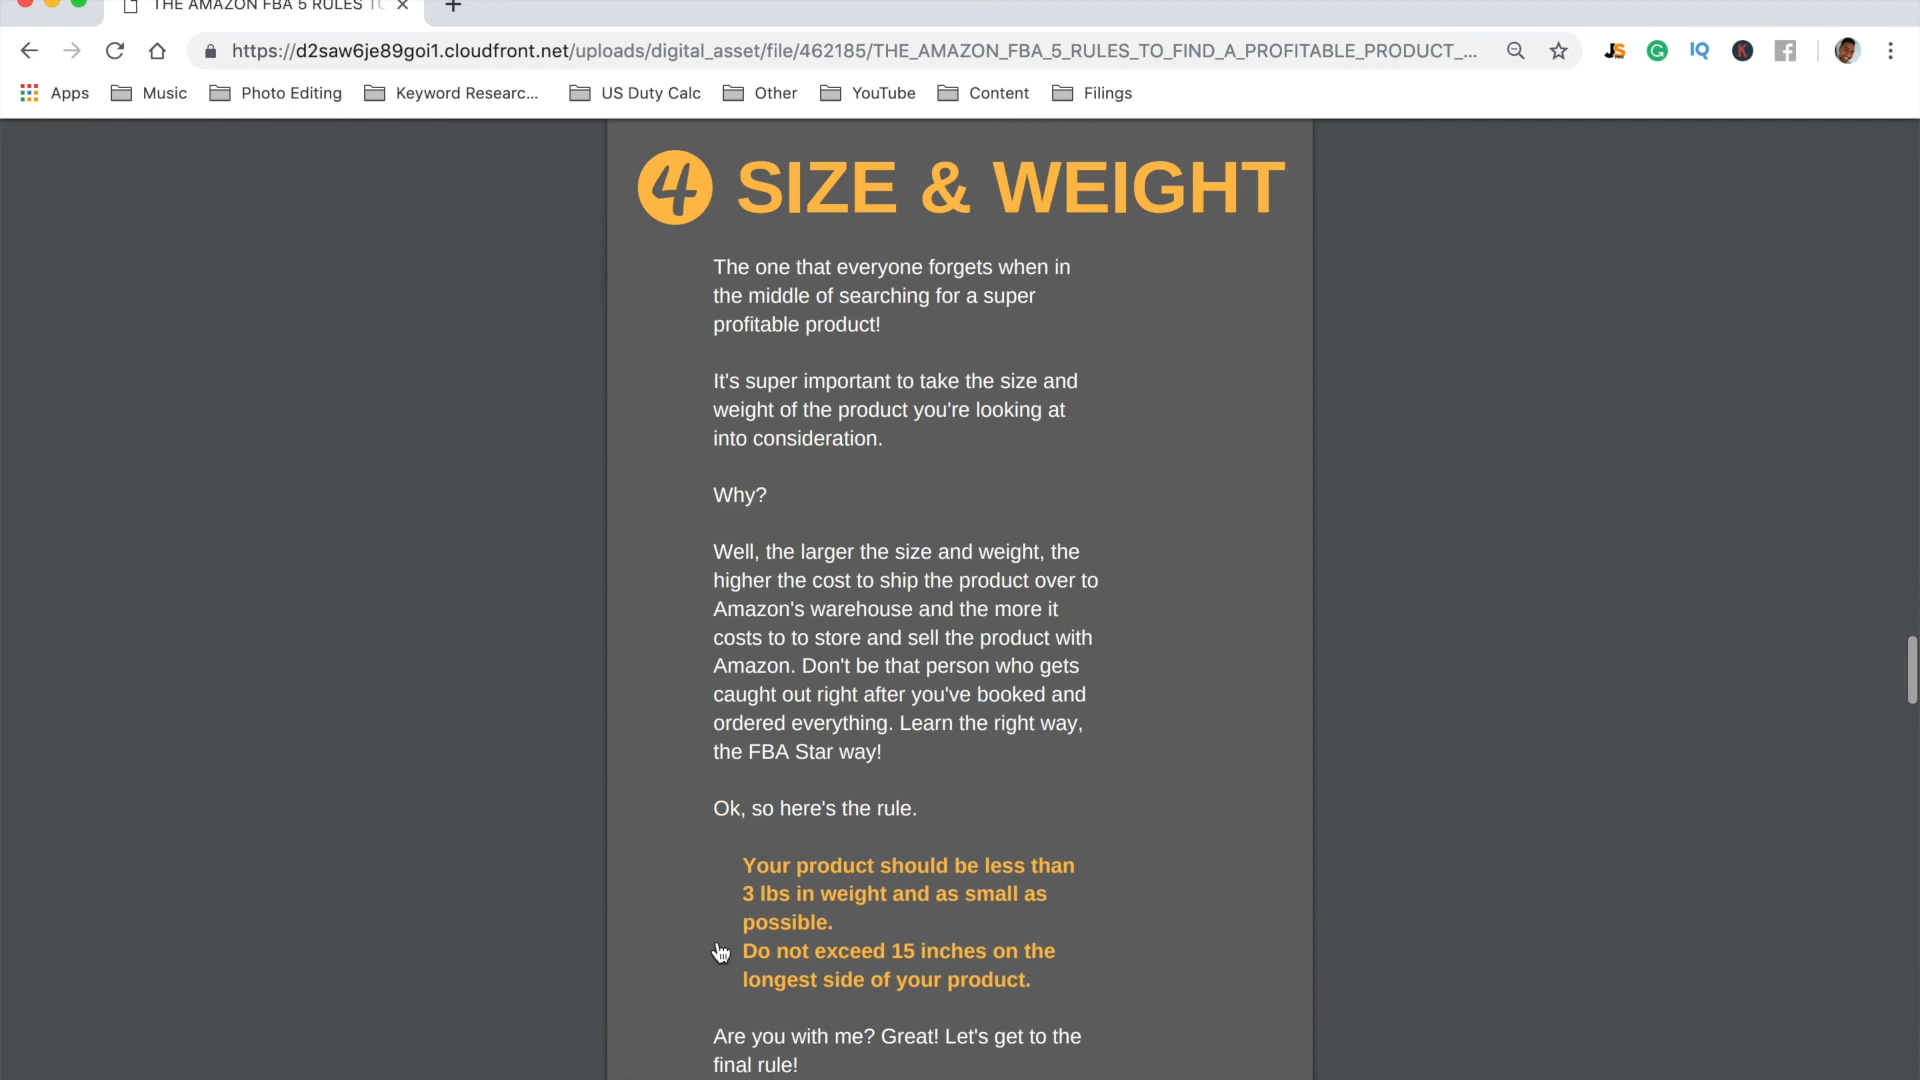 THE AMAZON FBA 5 RULES TO
https://d2saw6je89goi1.cloudfront.net/uploads/digital_asset/file/462185/THE_AMAZON_FBA_5_RULES_TO_FIND_A_PROFITABLE_PRODUCT_...
JS
G
IQ
K
f
Apps
Music
Photo Editing
Keyword Researc...
US Duty Calc
Other
YouTube
Content
Filings
4 SIZE & WEIGHT
The one that everyone forgets when in
the middle of searching for a super
profitable product!
It's super important to take the size and
weight of the product you're looking at
into consideration.
Why?
Well, the larger the size and weight, the
higher the cost to ship the product over to
Amazon's warehouse and the more it
costs to to store and sell the product with
Amazon. Don't be that person who gets
caught out right after you've booked and
ordered everything. Learn the right way,
the FBA Star way!
Ok, so here's the rule.
Your product should be less than
3 lbs in weight and as small as
possible.
Do not exceed 15 inches on the
longest side of your product.
Are you with me? Great! Let's get to the
final rule!